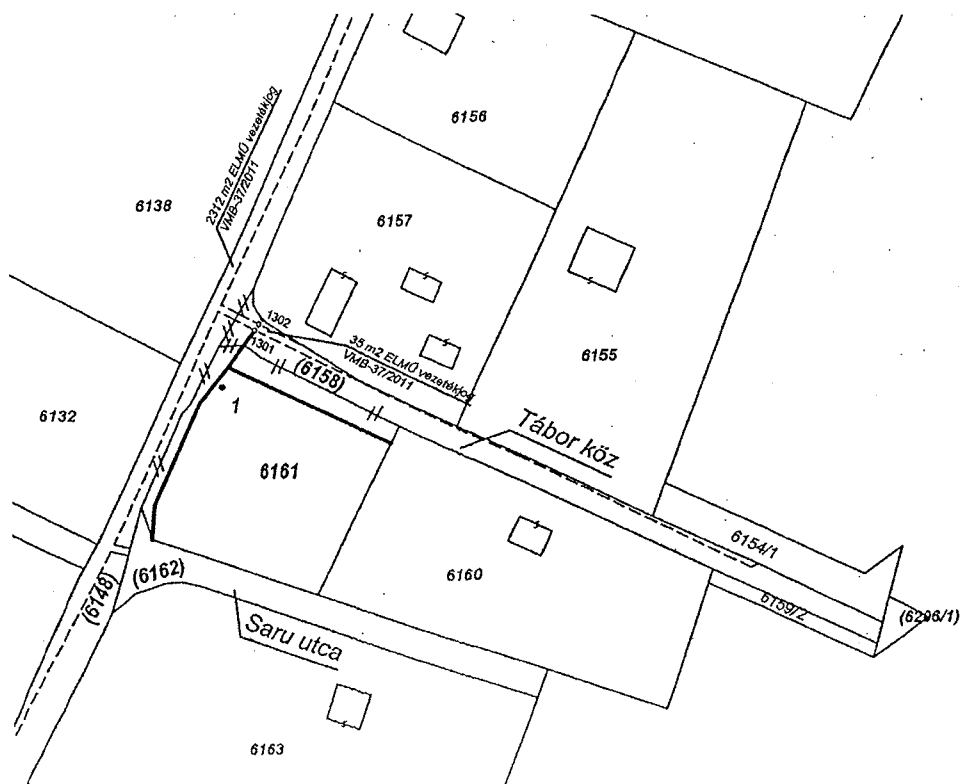 6156
2312 m2 ELMŰ vezetékjog
VMB-37/2011
6138
6157
1302
1301
35 m2 ELMŰ vezetékjog
VMB-37/2011
6155
(6158)
6132
1
Tábor köz
6161
6154/1
(6162)
(6148)
6160
6159/2
(6206/1)
Saru utca
6163